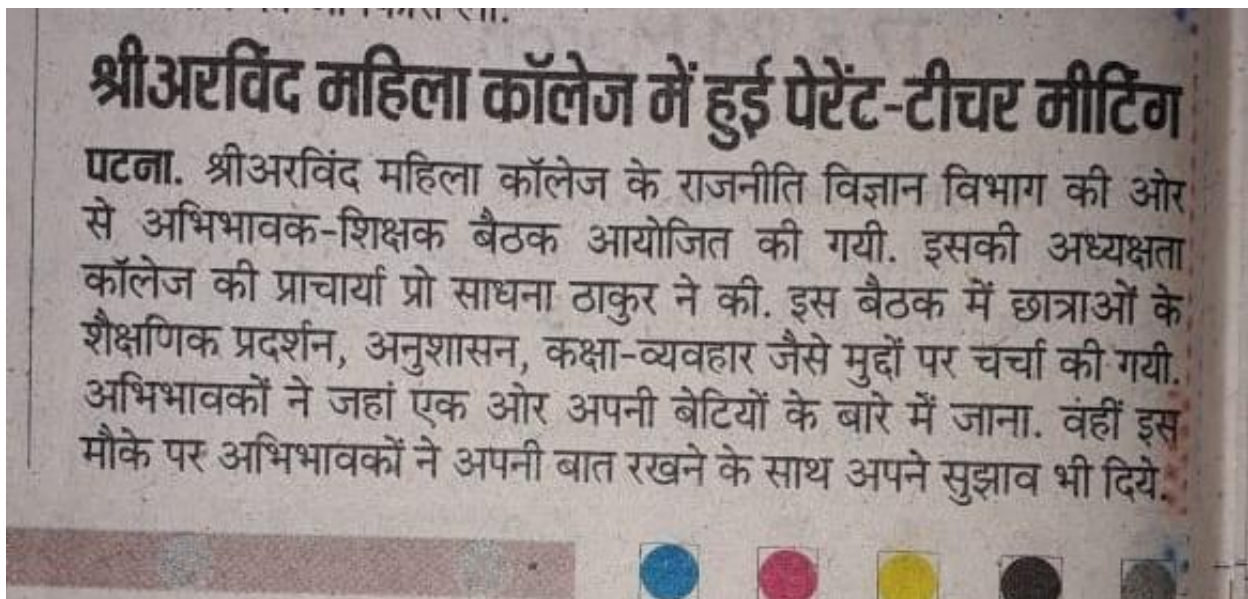 श्रीअरविंद महिला कॉलेज में हुई पेरेंट-टीचर मीटिंग
पटना. श्रीअरविंद महिला कॉलेज के राजनीति विज्ञान विभाग की ओर
से अभिभावक-शिक्षक बैठक आयोजित की गयी. इसकी अध्यक्षता
कॉलेज की प्राचार्या प्रो साधना ठाकुर ने की. इस बैठक में छात्राओं के
शैक्षणिक प्रदर्शन, अनुशासन, कक्षा-व्यवहार जैसे मुद्दों पर चर्चा की गयी.
अभिभावकों ने जहां एक ओर अपनी बेटियों के बारे में जाना. वहीं इस
मौके पर अभिभावकों ने अपनी बात रखने के साथ अपने सुझाव भी दिये.